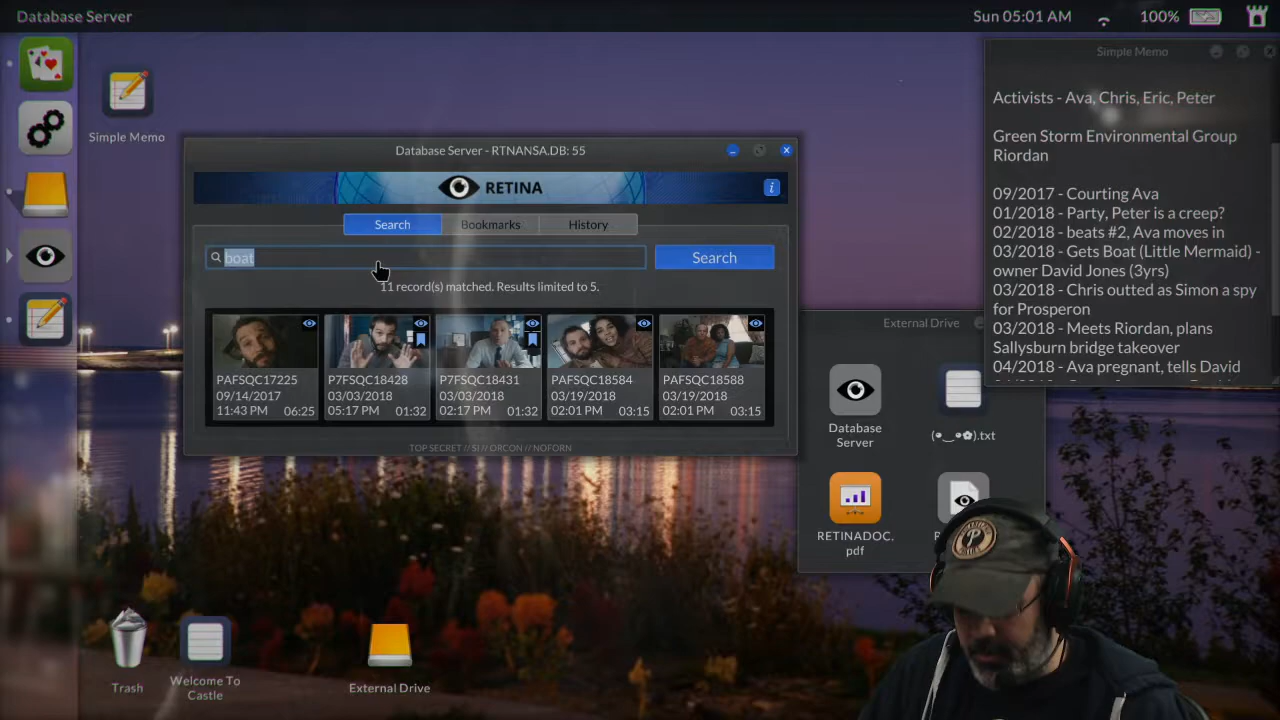 Database Server
Sun 05:01 AM
100%
Simple Memo
Simple Memo
Activists - Ava, Chris, Eric, Peter
Green Storm Environmental Group
Riordan
09/2017 - Courting Ava
01/2018 - Party, Peter is a creep?
02/2018 - beats #2, Ava moves in
03/2018 - Gets Boat (Little Mermaid) -
owner David Jones (3yrs)
03/2018 - Chris outted as Simon a spy
for Prosperon
03/2018 - Meets Riordan, plans
Sallysburn bridge takeover
04/2018 - Ava pregnant, tells David
Database Server - RTNANSA.DB: 55
RETINA
i
Search
Bookmarks
History
boat
Search
11 record(s) matched. Results limited to 5.
PAFSQC17225
09/14/2017
11:43 PM 06:25
P7FSQC18428
03/03/2018
05:17 PM 01:32
P7FSQC18431
03/03/2018
02:17 PM 01:32
PAFSQC18584
03/19/2018
02:01 PM 03:15
PAFSQC18588
03/19/2018
02:01 PM 03:15
TOP SECRET // SI // ORCON // NOFORN
External Drive
Database
Server
(•‿•✿).txt
RETINADOC.
pdf
P
Trash
Welcome To
Castle
External Drive